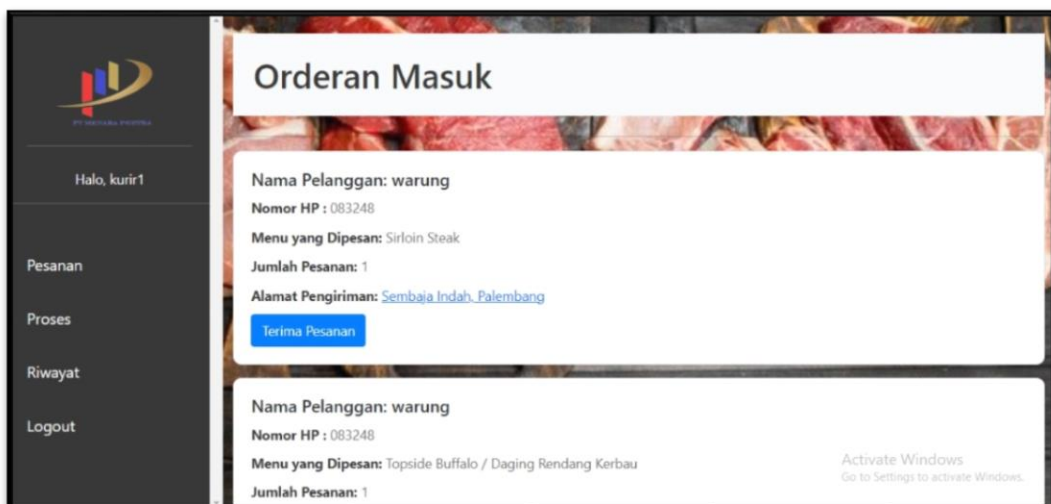 Halo, kurir1
Pesanan
Proses
Riwayat
Logout
Orderan Masuk
Nama Pelanggan: warung
Nomor HP : 083248
Menu yang Dipesan: Sirloin Steak
Jumlah Pesanan: 1
Alamat Pengiriman: Sembaja Indah, Palembang
Terima Pesanan
Nama Pelanggan: warung
Nomor HP : 083248
Menu yang Dipesan: Topside Buffalo / Daging Rendang Kerbau
Jumlah Pesanan: 1
Activate Windows
Go to Settings to activate Windows.